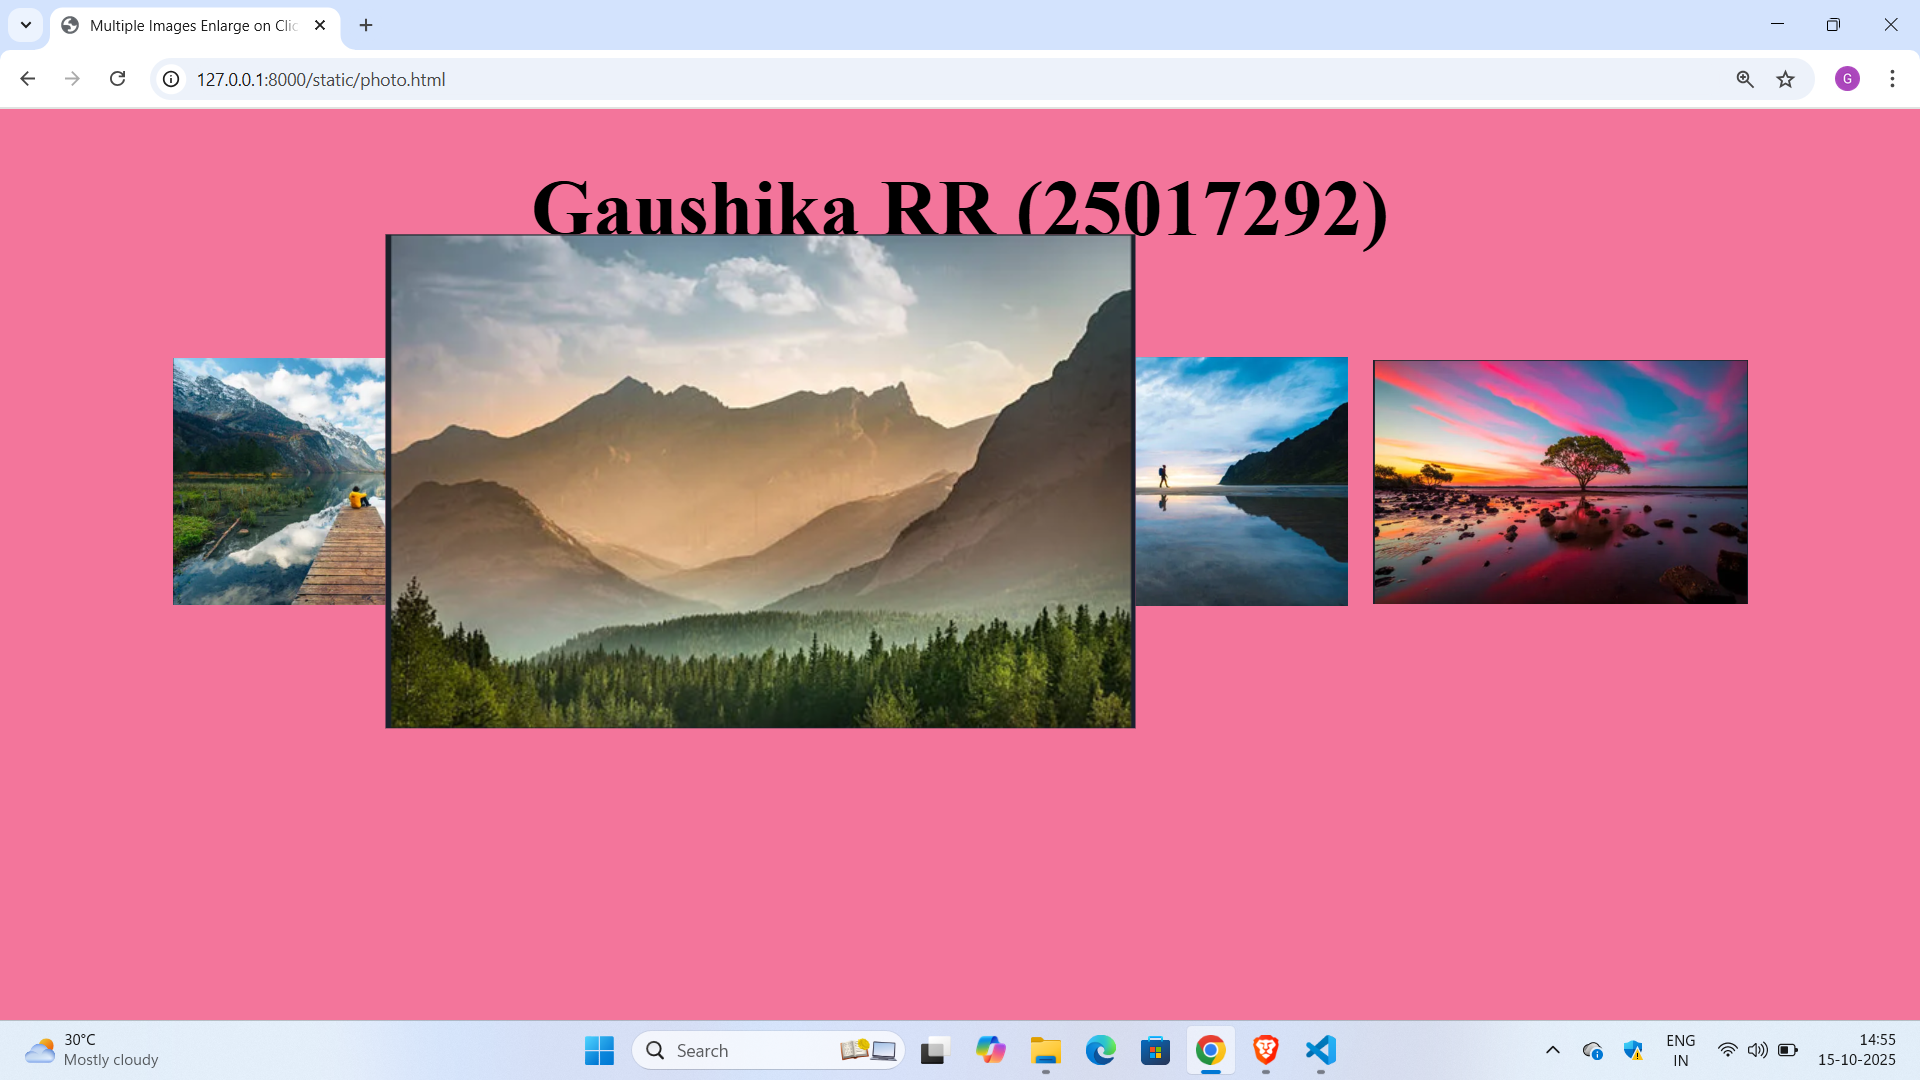 Multiple Images Enlarge on Clic
127.0.0.1:8000/static/photo.html
G
Gaushika RR (25017292)
30°C
Mostly cloudy
Search
ENG
IN
14:55
15-10-2025